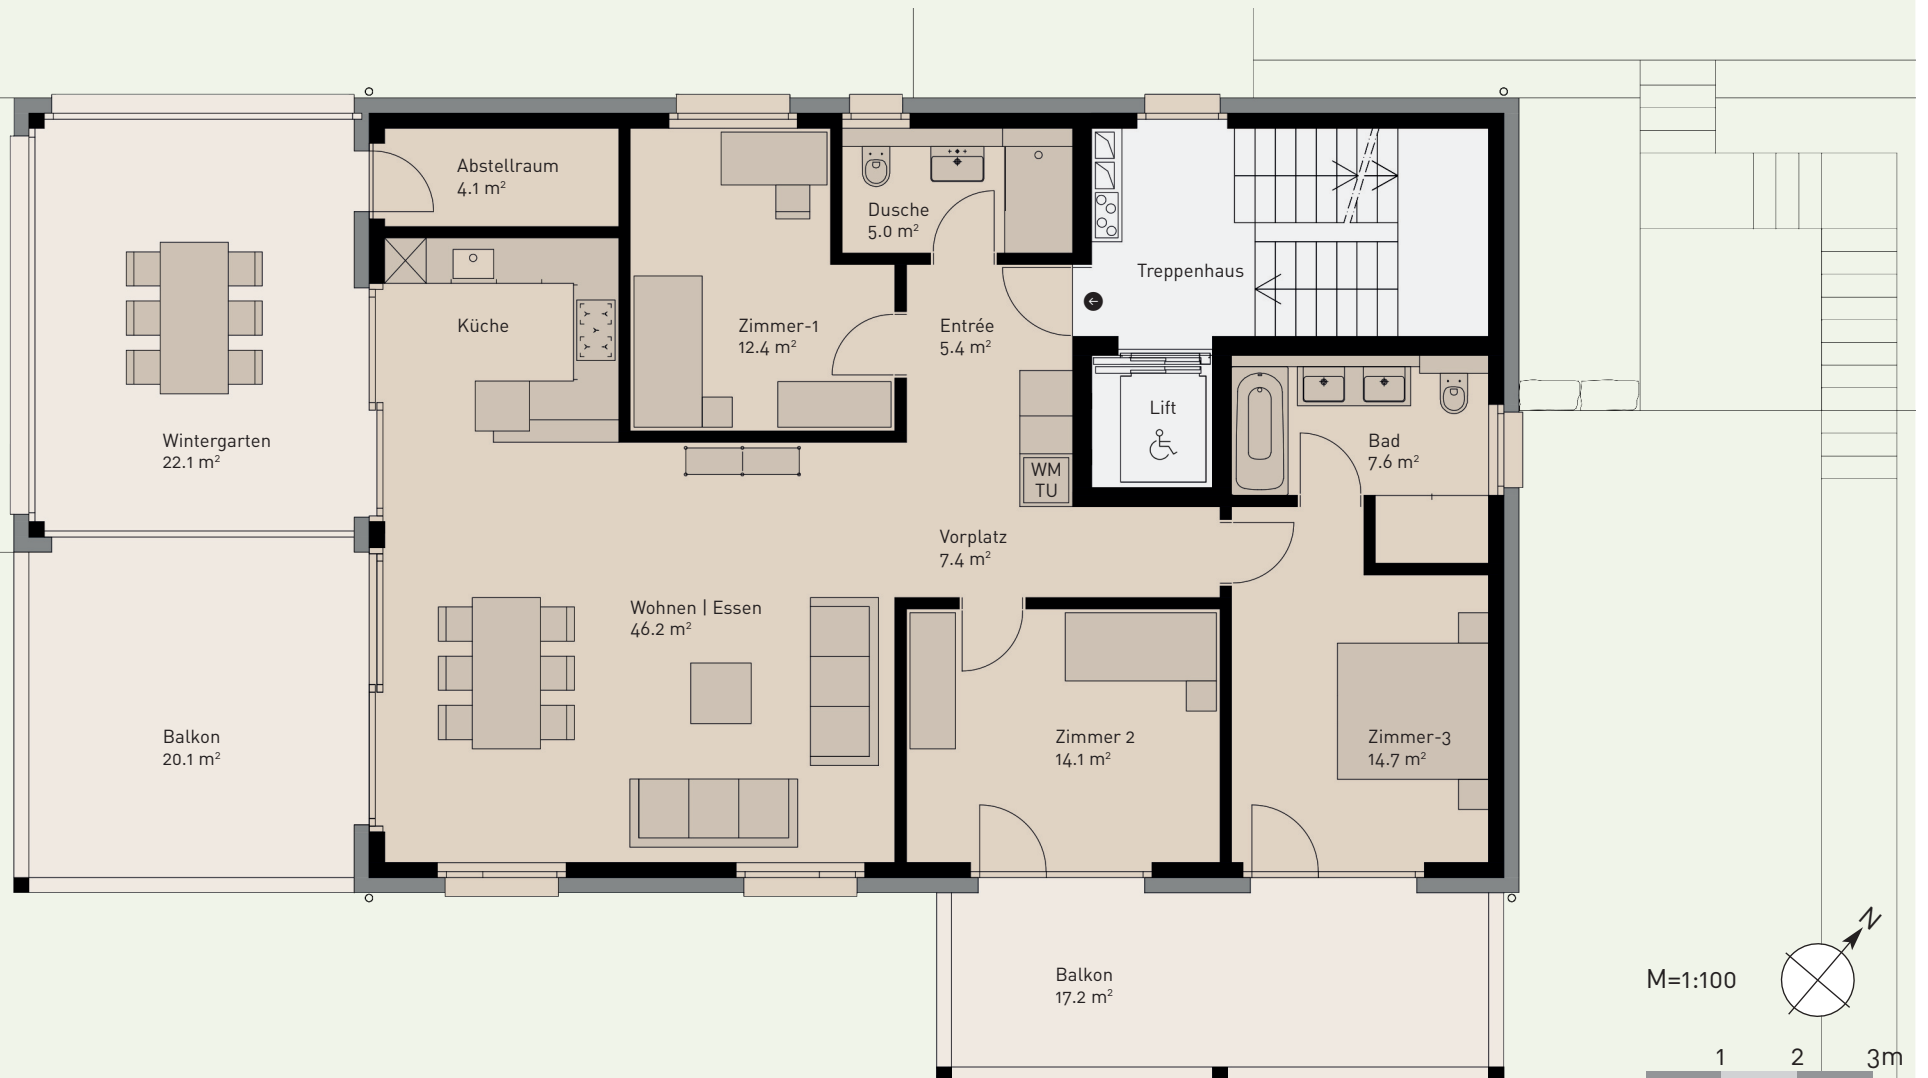 Abstellraum
4.1 m²
Dusche
5.0 m²
Treppenhaus
Küche
Zimmer-1
12.4 m²
Entrée
5.4 m²
Lift
Wintergarten
22.1 m²
Bad
7.6 m²
WM
TU
Vorplatz
7.4 m²
Wohnen | Essen
46.2 m²
Balkon
20.1 m²
Zimmer 2
14.1 m²
Zimmer-3
14.7 m²
Balkon
17.2 m²
N
M=1:100
1 2 3m